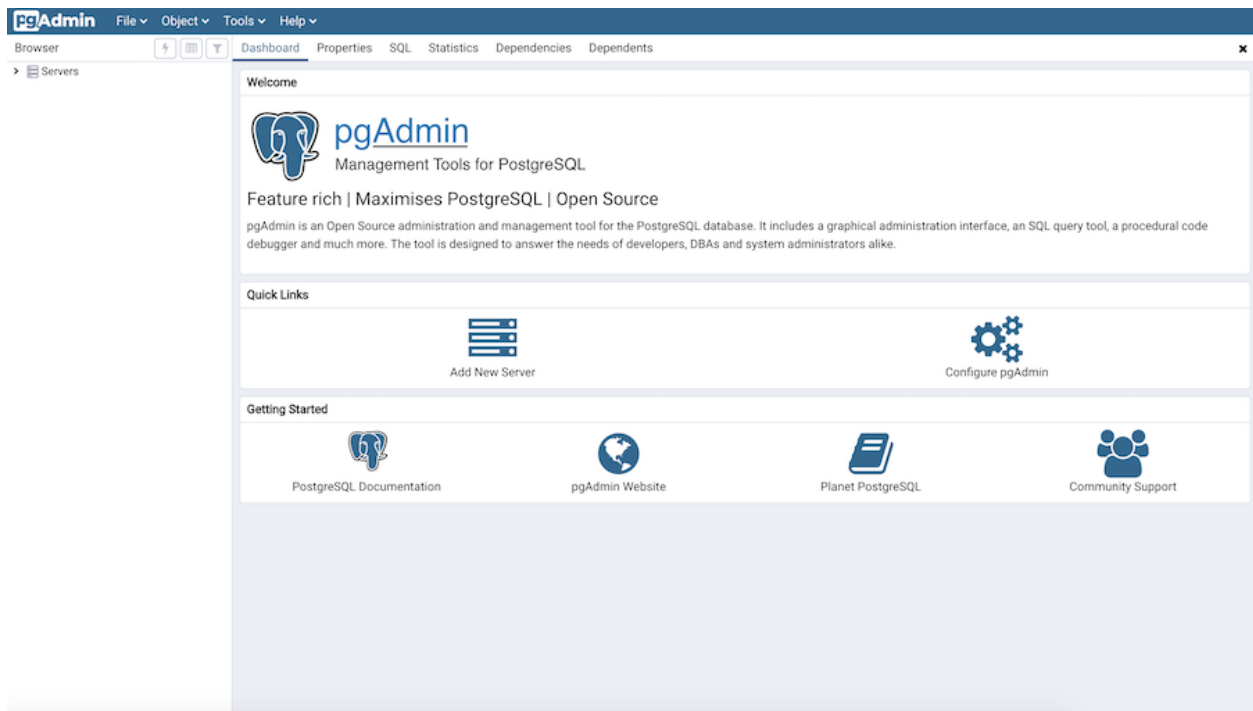 pgAdmin File Object Tools Help
Browser
Dashboard Properties SQL Statistics Dependencies Dependents
Servers
Welcome
pgAdmin
Management Tools for PostgreSQL
Feature rich | Maximises PostgreSQL | Open Source
pgAdmin is an Open Source administration and management tool for the PostgreSQL database. It includes a graphical administration interface, an SQL query tool, a procedural code
debugger and much more. The tool is designed to answer the needs of developers, DBAs and system administrators alike.
Quick Links
Add New Server
Configure pgAdmin
Getting Started
PostgreSQL Documentation
pgAdmin Website
Planet PostgreSQL
Community Support